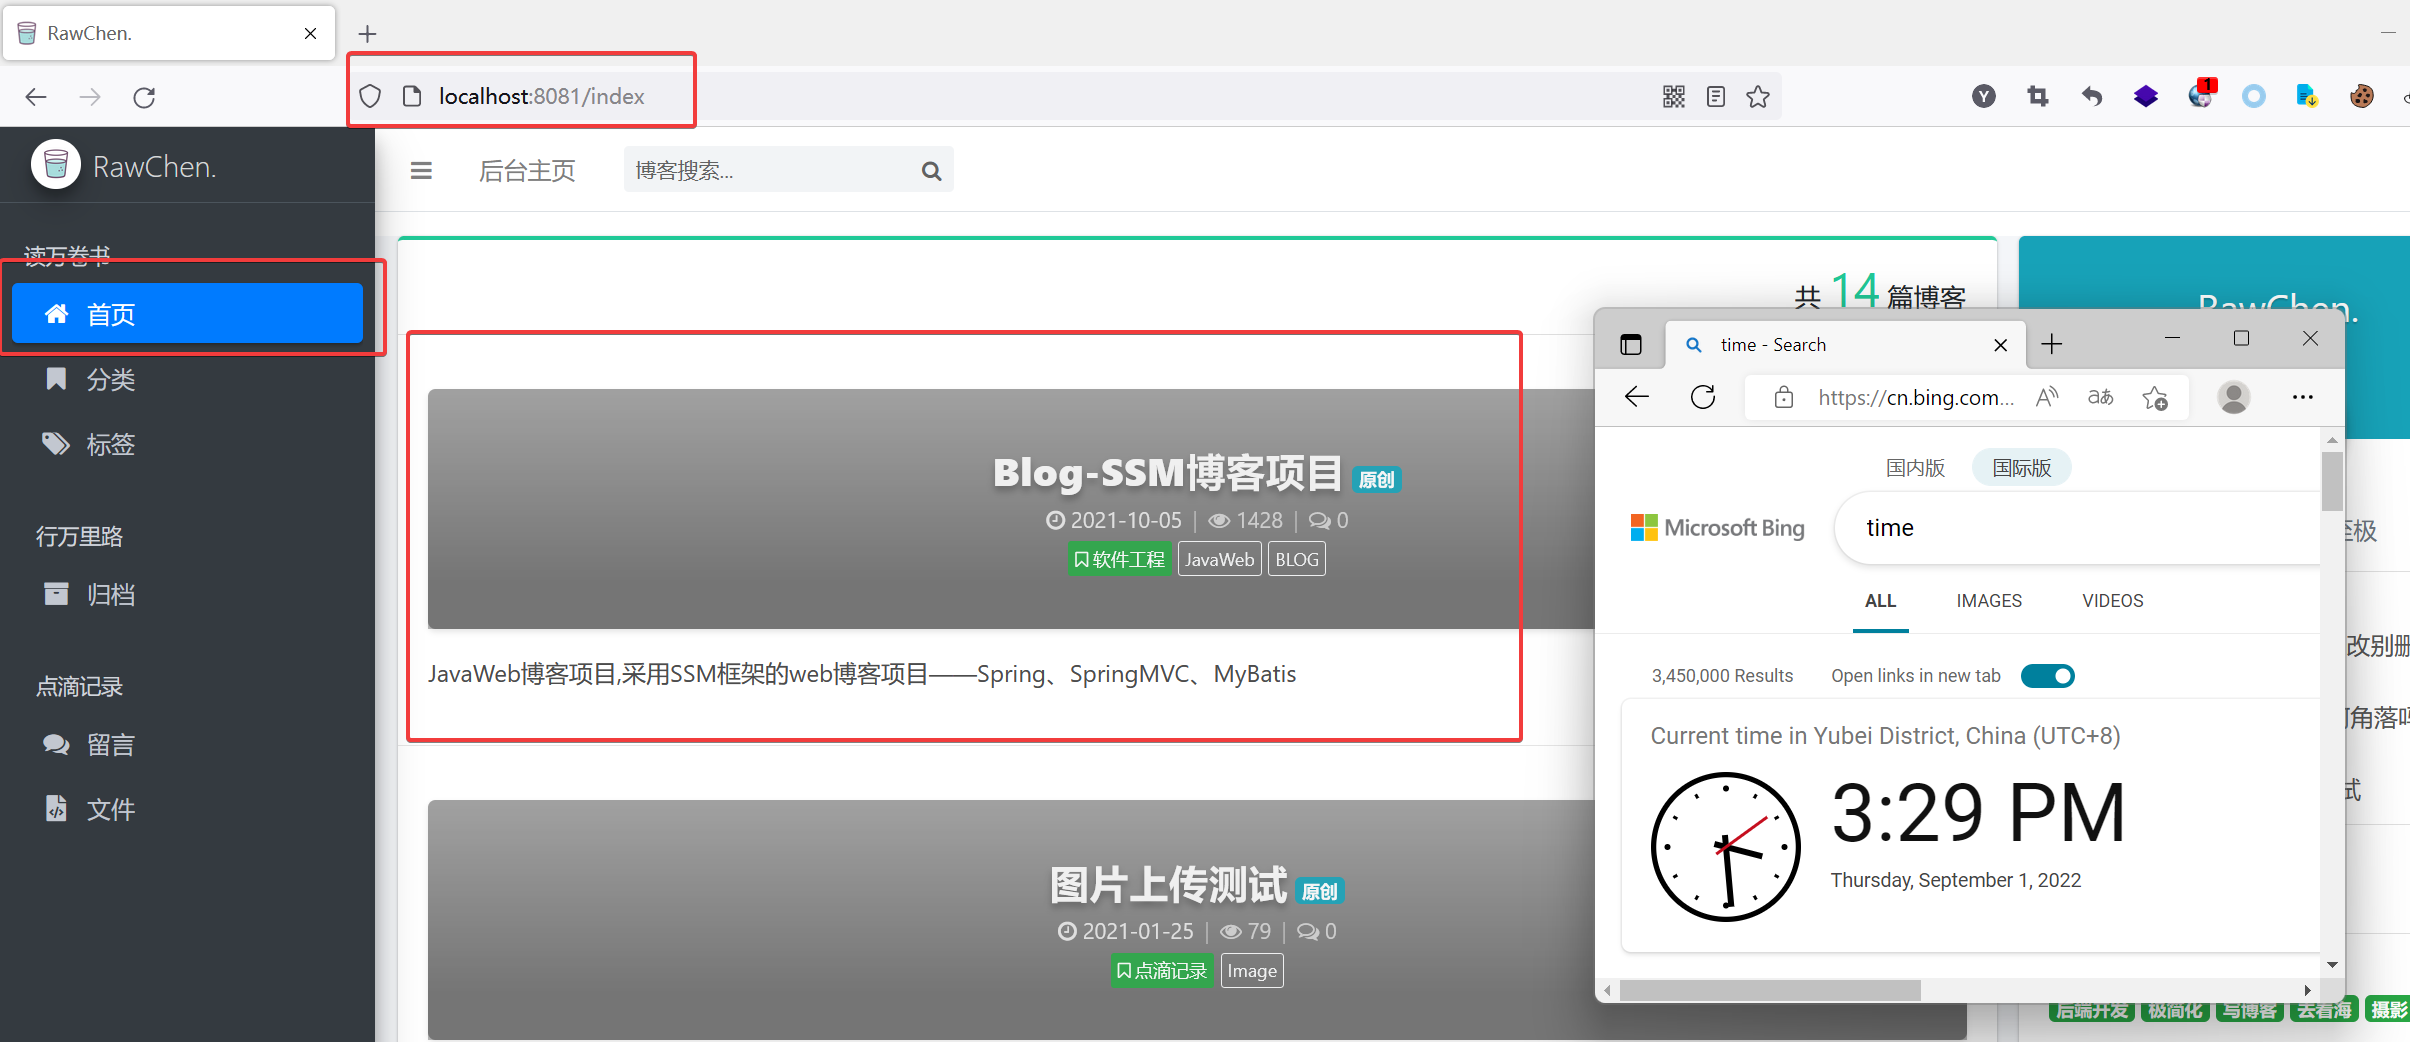 RawChen.
localhost:8081/index
1
RawChen.
后台主页
博客搜索...
读万卷书
首页
分类
标签
行万里路
归档
点滴记录
留言
文件
共 14 篇博客
Blog-SSM博客项目 原创
2021-10-05 | 1428 | 0
软件工程 JavaWeb BLOG
JavaWeb博客项目,采用SSM框架的web博客项目——Spring、SpringMVC、MyBatis
图片上传测试 原创
2021-01-25 | 79 | 0
点滴记录 Image
RawChen.
time - Search
https://cn.bing.com...
国内版 国际版
Microsoft Bing
time
ALL IMAGES VIDEOS
3,450,000 Results Open links in new tab
Current time in Yubei District, China (UTC+8)
3:29 PM
Thursday, September 1, 2022
极
改别删
角落
试
后端开发 极简化 写博客 去看海 摄影